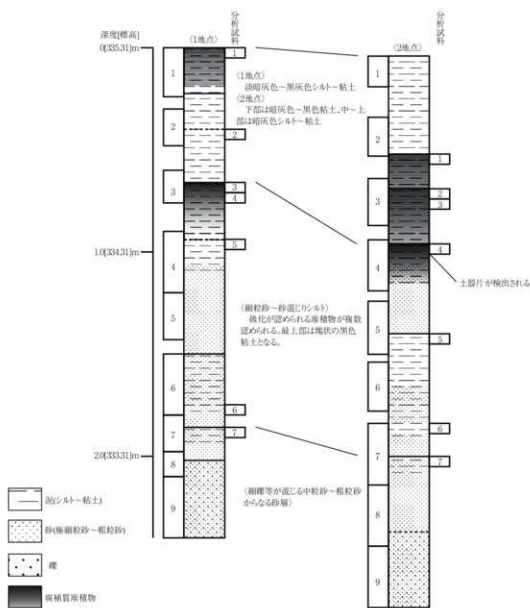 深度[標高]
0[335.31]m
1.0[334.31]m
2.0[333.31]m
〈1地点〉
分析試料
1
2
3
4
5
6
7
8
9
1
2
3
4
5
6
7
〈1地点〉
淡暗灰色～黒灰色シルト～粘土
〈2地点〉
下部は暗灰色～黒色粘土、中～上
部は暗灰色シルト～粘土
〈細粒砂～砂混じりシルト〉
級化が認められる堆積物が複数
認められる。最上部は塊状の黒色
粘土となる。
〈細礫等が混じる中粒砂～粗粒砂
からなる砂層〉
〈2地点〉
分析試料
1
2
3
4
5
6
7
8
9
1
2
3
4
5
6
7
土器片が検出される
泥(シルト～粘土)
砂(極細粒砂～粗粒砂)
礫
腐植質堆積物